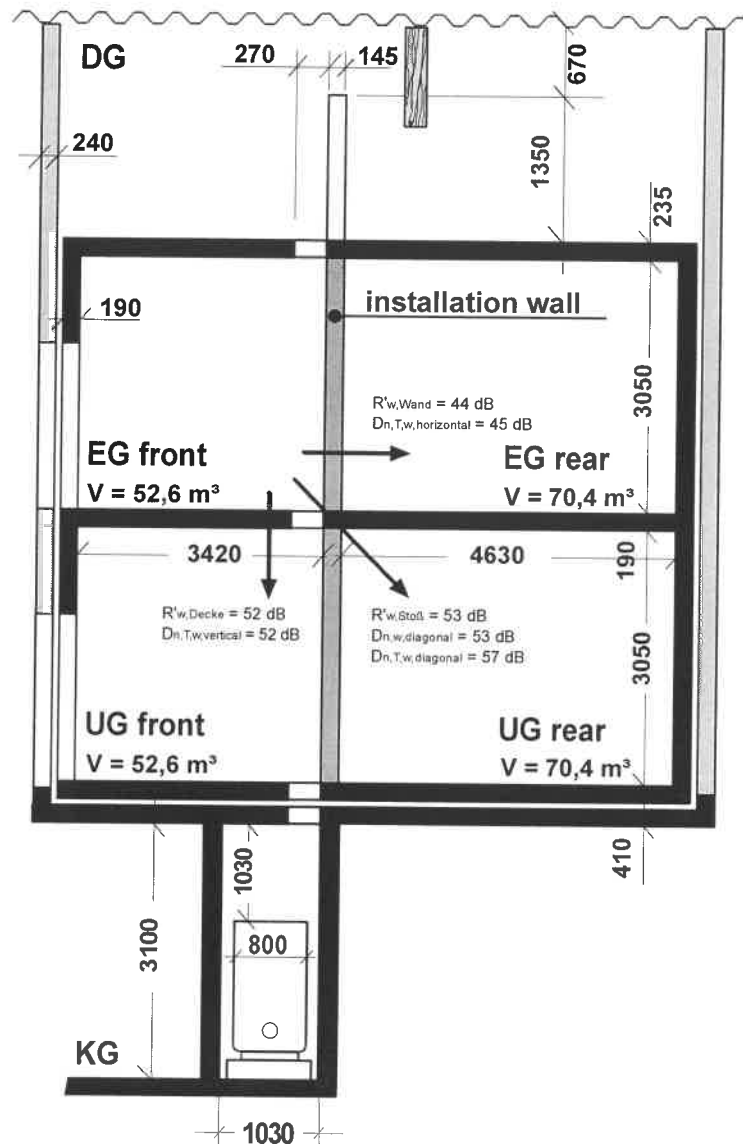 DG
270
145
670
240
1350
235
190
installation wall
3050
R'w,Wand = 44 dB
Dn,T,w,horizontal = 45 dB
EG front
V = 52,6 m³
EG rear
V = 70,4 m³
3420
4630
190
R'w,Decke = 52 dB
Dn,T,w,vertical = 52 dB
R'w,Stoß = 53 dB
Dn,w,diagonal = 53 dB
Dn,T,w,diagonal = 57 dB
3050
UG front
V = 52,6 m³
UG rear
V = 70,4 m³
410
1030
3100
800
KG
1030